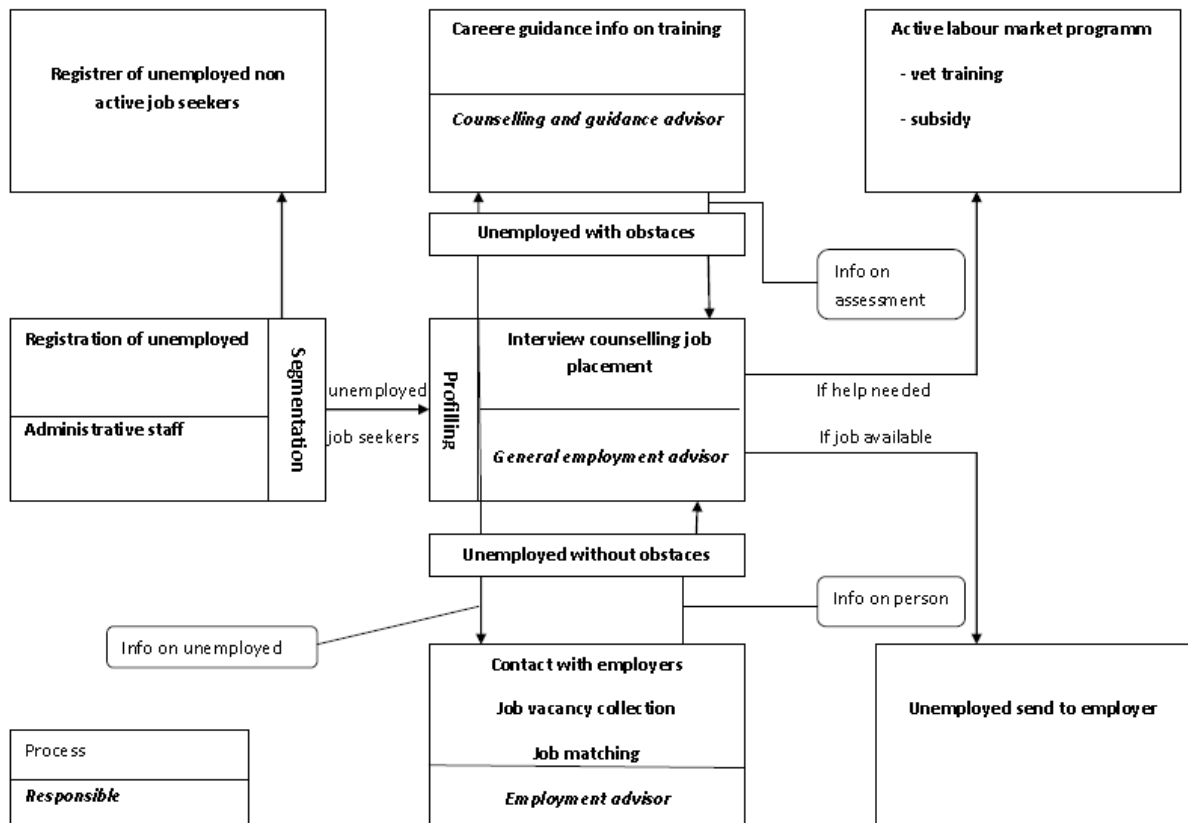 Registrer of unemployed non
active job seekers
Careere guidance info on training
Counselling and guidance advisor
Active labour market programm
- vet training
- subsidy
Unemployed with obstaces
Info on
assessment
Registration of unemployed
Administrative staff
Segmentation
unemployed
job seekers
Profilling
Interview counselling job
placement
General employment advisor
If help needed
If job available
Unemployed without obstaces
Info on person
Info on unemployed
Contact with employers
Job vacancy collection
Job matching
Employment advisor
Unemployed send to employer
Process
Responsible